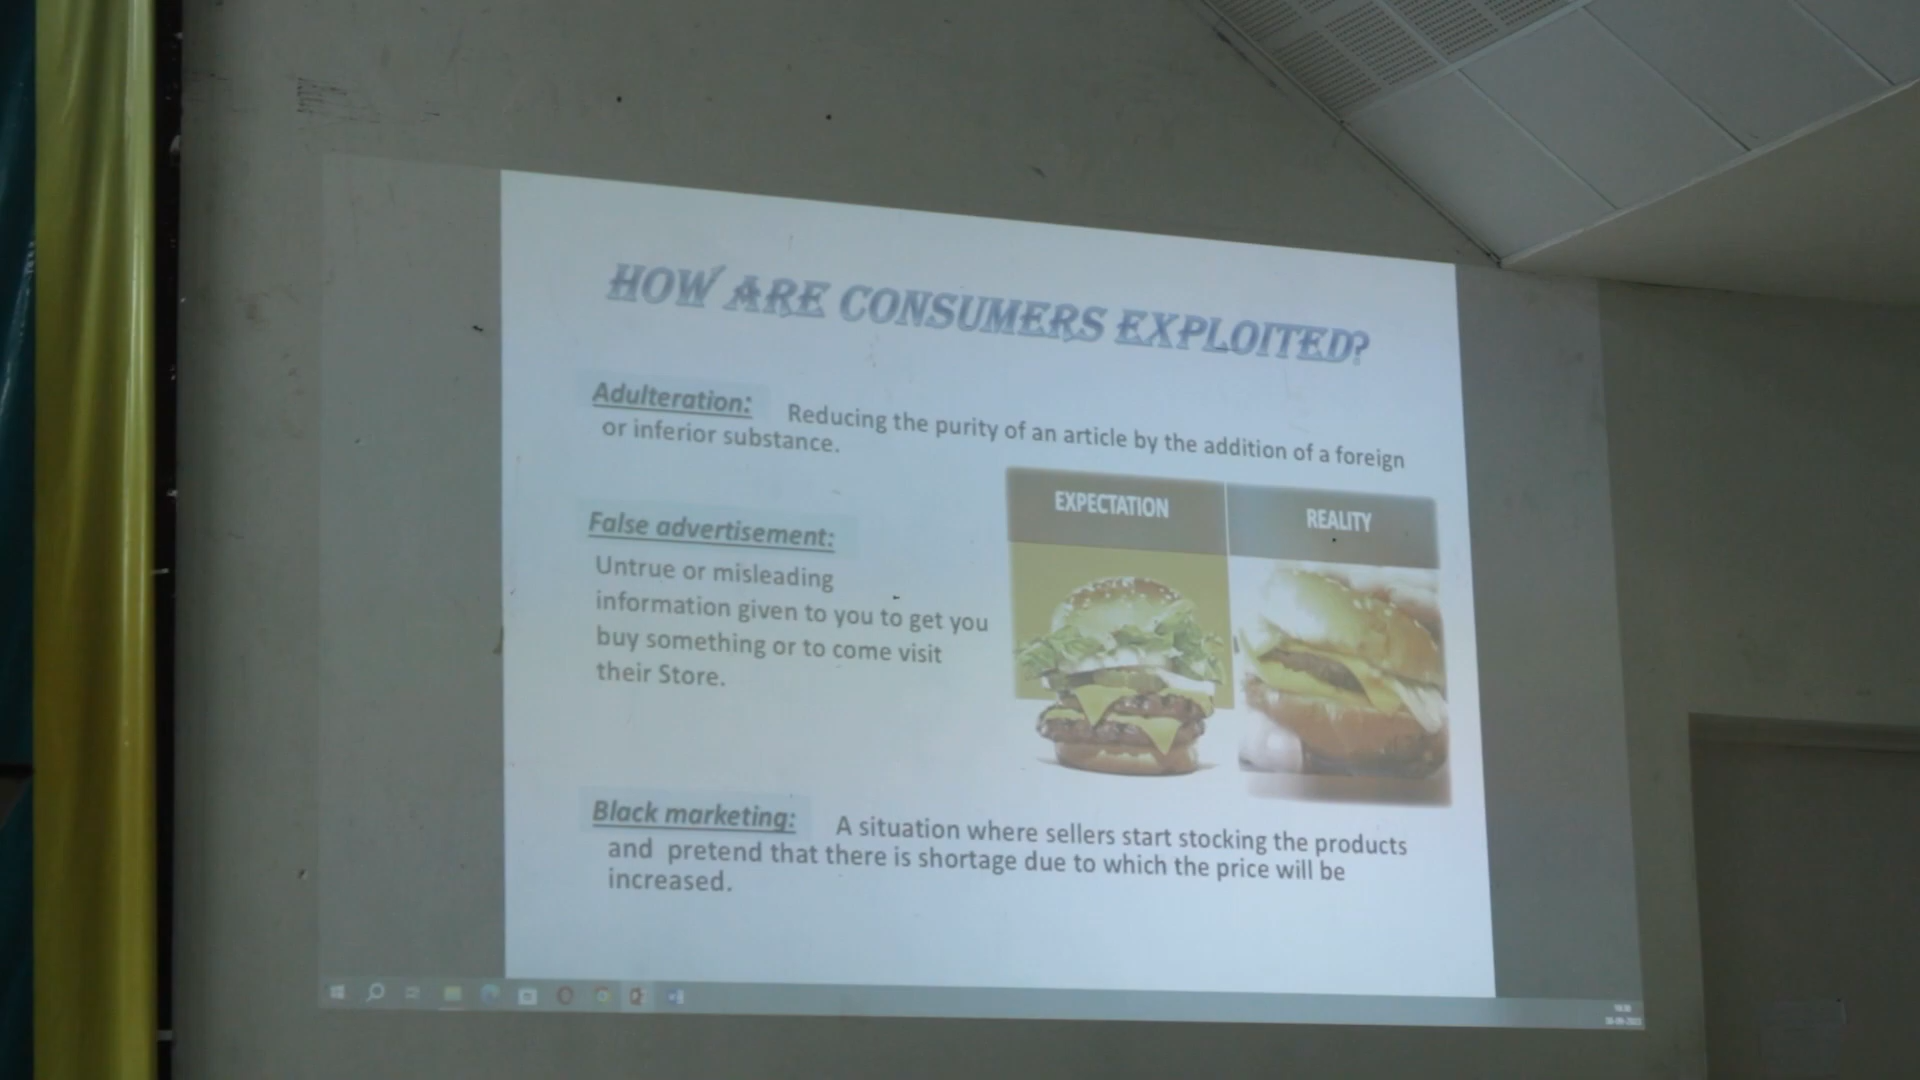 HOW ARE CONSUMERS EXPLOITED?
Adulteration: Reducing the purity of an article by the addition of a foreign
or inferior substance.
EXPECTATION
REALITY
False advertisement:
Untrue or misleading
information given to you to get you
buy something or to come visit
their Store.
Black marketing: A situation where sellers start stocking the products
and pretend that there is shortage due to which the price will be
increased.